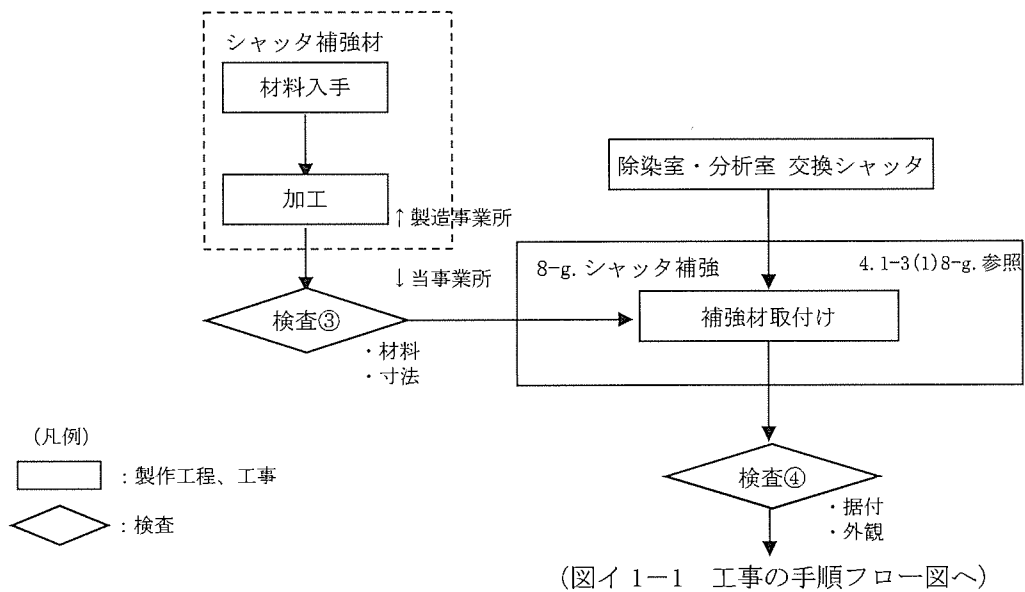 シャッタ補強材
材料入手
加工
↑製造事業所
↓当事業所
検査③
・材料
・寸法
除染室・分析室 交換シャッタ
8-g.シャッタ補強
4.1-3(1)8-g.参照
補強材取付け
検査④
・据付
・外観
(図イ 1－1 工事の手順フロー図へ)
(凡例)
：製作工程、工事
：検査